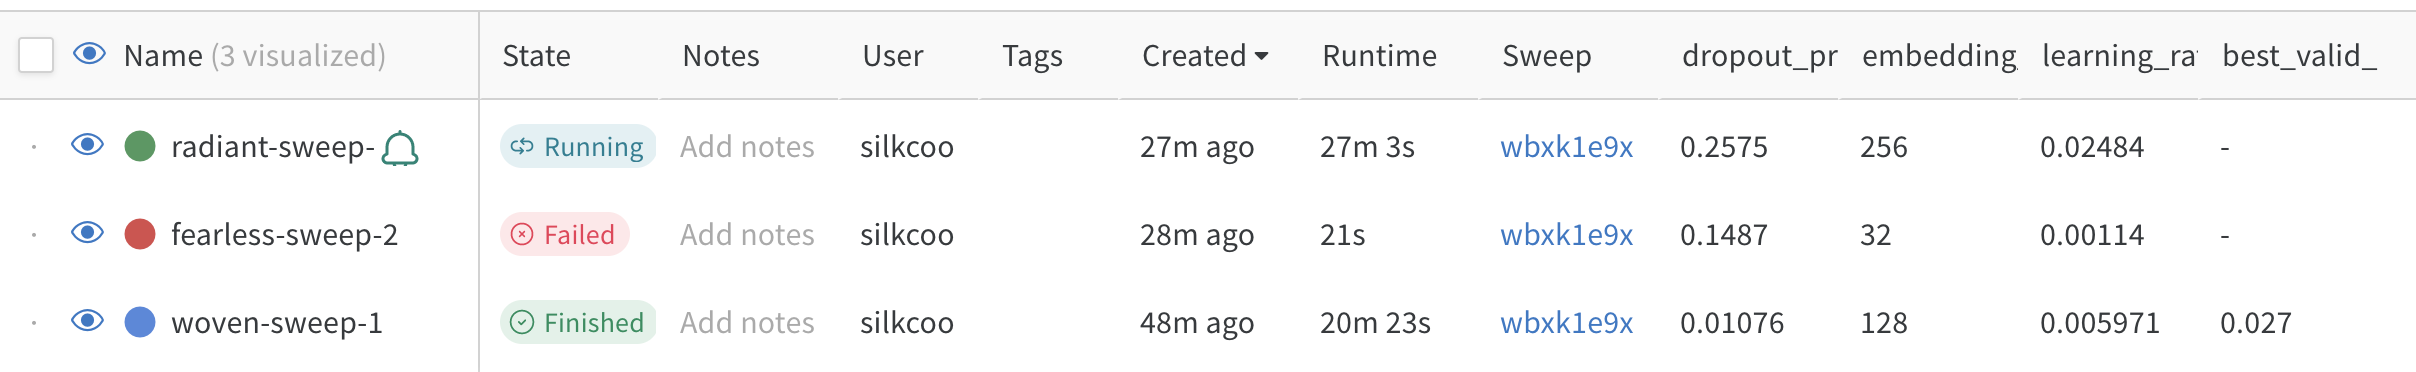 Name (3 visualized) State Notes User Tags Created Runtime Sweep dropout_pr embedding_ learning_ra best_valid_
radiant-sweep- Running Add notes silkcoo 27m ago 27m 3s wbxk1e9x 0.2575 256 0.02484 -
fearless-sweep-2 Failed Add notes silkcoo 28m ago 21s wbxk1e9x 0.1487 32 0.00114 -
woven-sweep-1 Finished Add notes silkcoo 48m ago 20m 23s wbxk1e9x 0.01076 128 0.005971 0.027